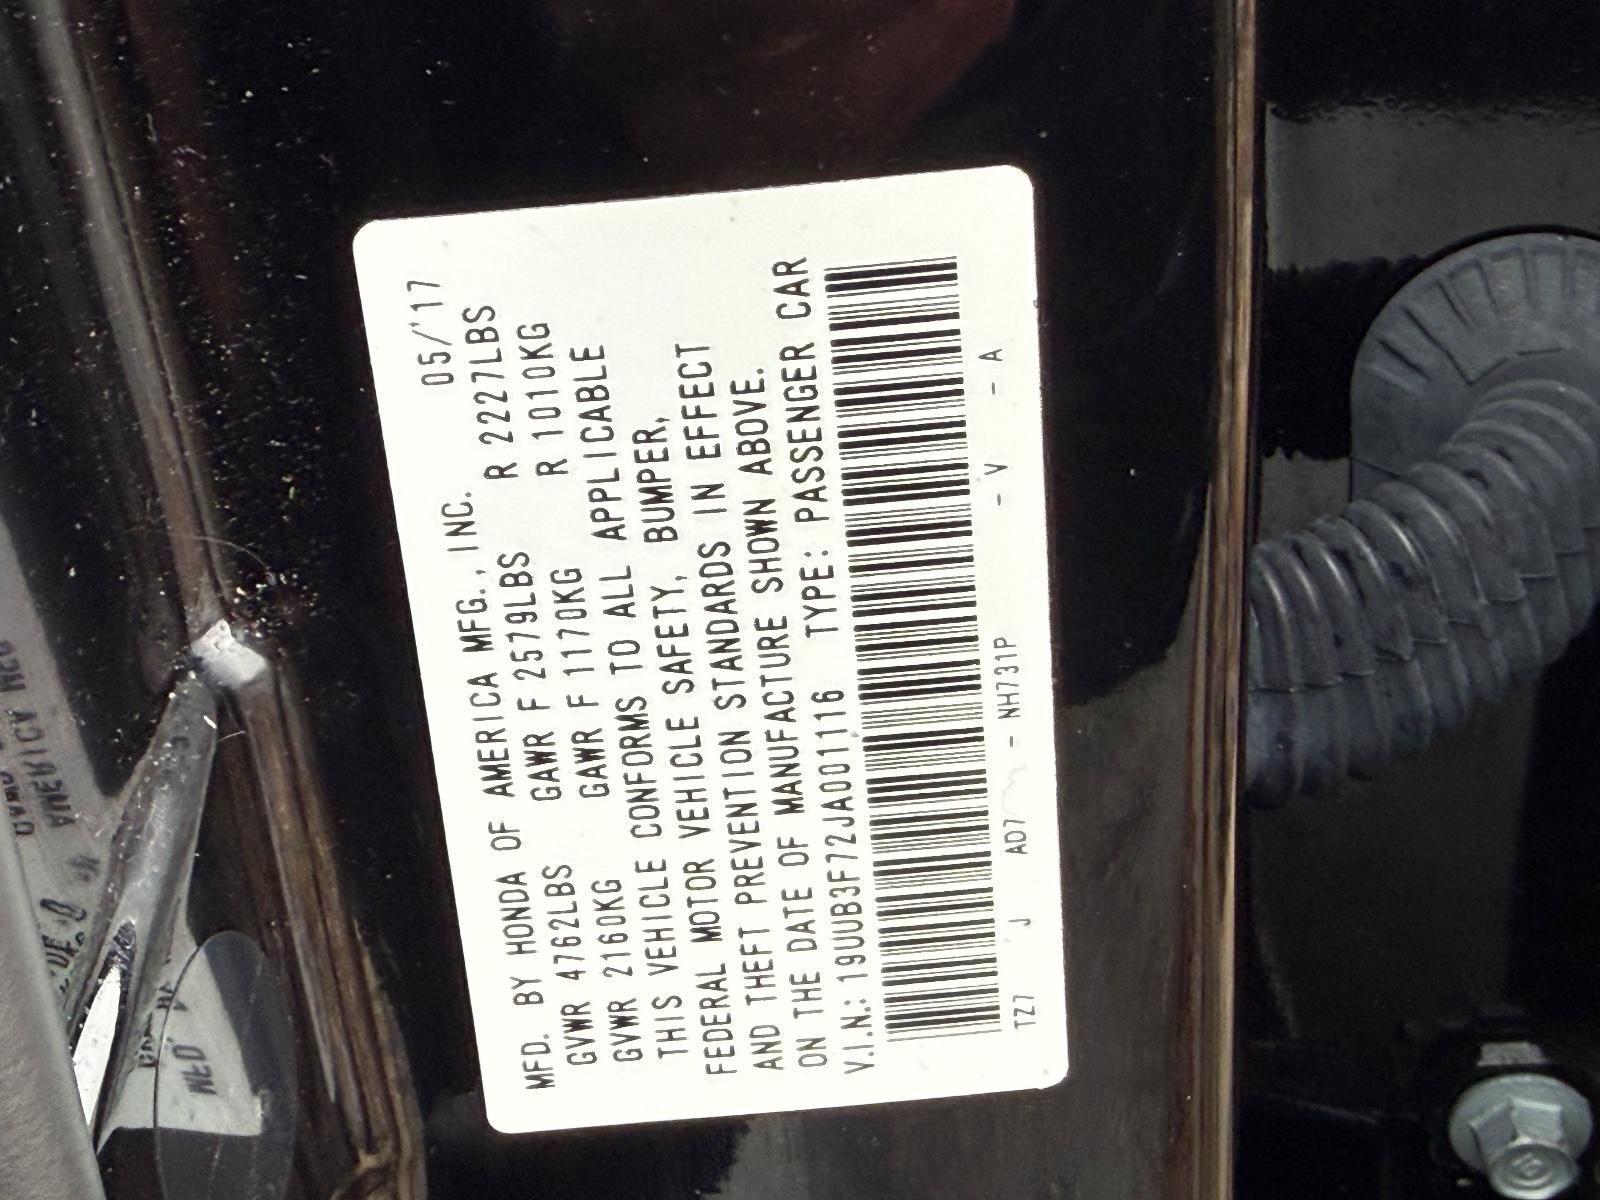 MFD. BY HONDA OF AMERICA MFG., INC. 05/'17
GVWR 4762LBS GAWR F 2579LBS R 2227LBS
GVWR 2160KG GAWR F 1170KG R 1010KG
THIS VEHICLE CONFORMS TO ALL APPLICABLE
FEDERAL MOTOR VEHICLE SAFETY, BUMPER,
AND THEFT PREVENTION STANDARDS IN EFFECT
ON THE DATE OF MANUFACTURE SHOWN ABOVE.
V.I.N.: 19UUB3F72JA001116 TYPE: PASSENGER CAR
TZ7 J AD7 - NH731P - V - A